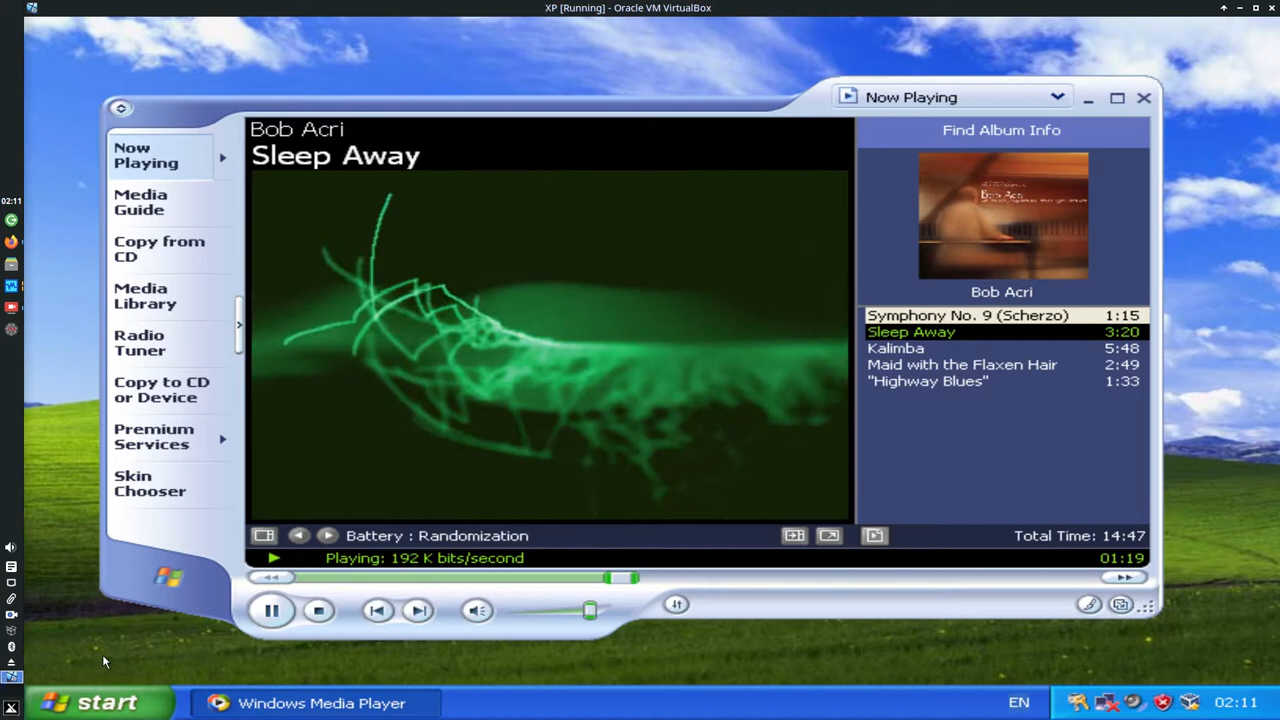 XP [Running] - Oracle VM VirtualBox
Now Playing
Bob Acri
Sleep Away
Now
Playing
Media
Guide
Copy from
CD
Media
Library
Radio
Tuner
Copy to CD
or Device
Premium
Services
Skin
Chooser
Find Album Info
Bob Acri
Bob Acri
Symphony No. 9 (Scherzo) 1:15
Sleep Away 3:20
Kalimba 5:48
Maid with the Flaxen Hair 2:49
"Highway Blues" 1:33
Battery : Randomization
Total Time: 14:47
Playing: 192 K bits/second
01:19
02:11
start
Windows Media Player
EN
02:11